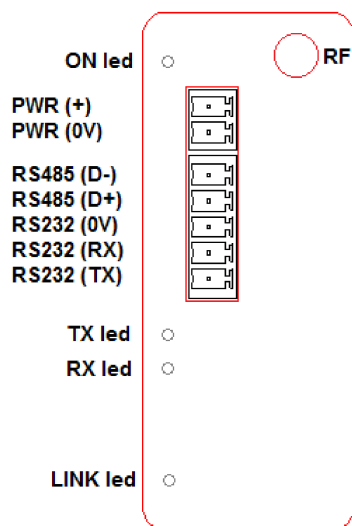 ON led
RF
PWR (+)
PWR (0V)
RS485 (D-)
RS485 (D+)
RS232 (0V)
RS232 (RX)
RS232 (TX)
TX led
RX led
LINK led